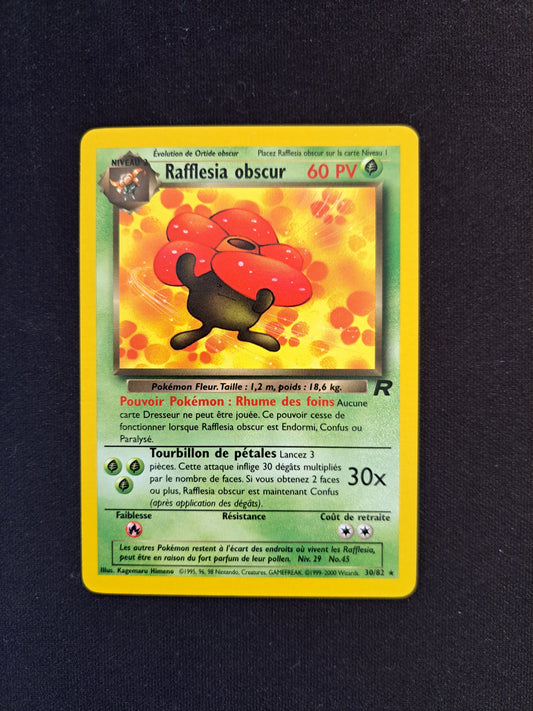 Évolution de Ortide obscur Placez Rafflesia obscur sur la carte Niveau 1
NIVEAU 2
Rafflesia obscur 60 PV
Pokémon Fleur. Taille : 1,2 m, poids : 18,6 kg.
R
Pouvoir Pokémon : Rhume des foins Aucune
carte Dresseur ne peut être jouée. Ce pouvoir cesse de
fonctionner lorsque Rafflesia obscur est Endormi, Confus ou
Paralysé.
Tourbillon de pétales Lancez 3
pièces. Cette attaque inflige 30 dégâts multipliés
par le nombre de faces. Si vous obtenez 2 faces
ou plus, Rafflesia obscur est maintenant Confus
(après application des dégâts).
30x
Faiblesse Résistance Coût de retraite
Les autres Pokémon restent à l'écart des endroits où vivent les Rafflesia,
peut être en raison du fort parfum de leur pollen. Niv. 29 No.45
Illus. Kagemaru Himeno ©1995, 96, 98 Nintendo, Creatures, GAMEFREAK. ©1999-2000 Wizards. 30/82 ★